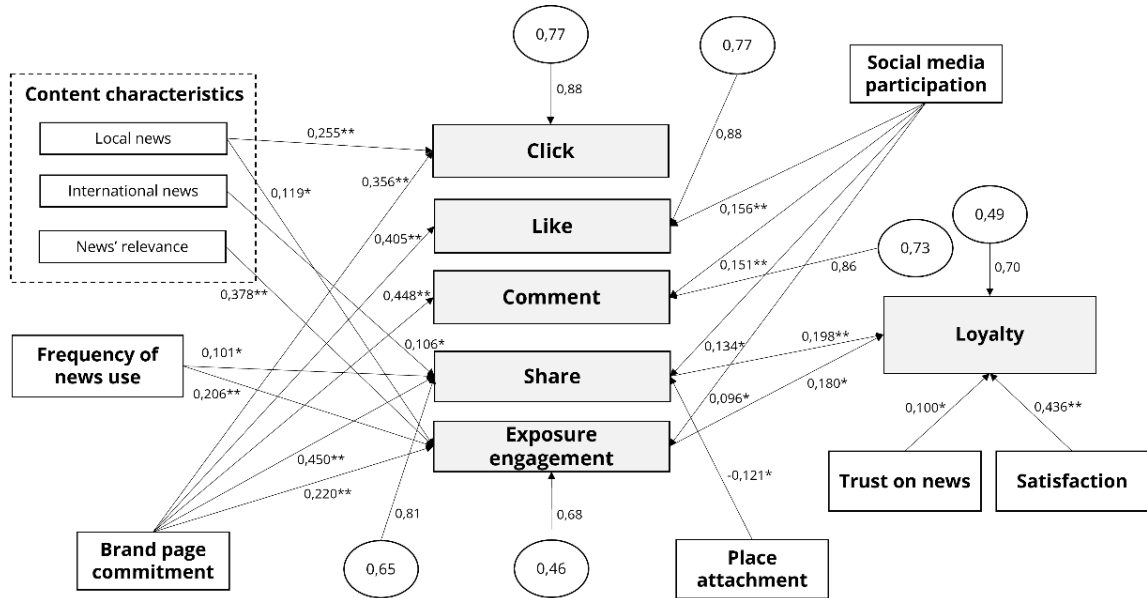 0,77
0,77
Social media
participation
Content characteristics
0,88
Local news
0,255**
0,88
Click
International news
0,119*
0,356**
Like
0,156**
0,49
News' relevance
0,405**
0,151**
0,86
0,73
0,70
0,378**
0,448**
Comment
Loyalty
Frequency of
news use
0,101*
0,106*
0,134*
0,198**
0,206**
Share
0,180*
0,096*
0,100*
0,436**
Exposure
engagement
0,450**
-0,121*
Trust on news
Satisfaction
0,220**
0,81
0,68
Brand page
commitment
0,65
0,46
Place
attachment